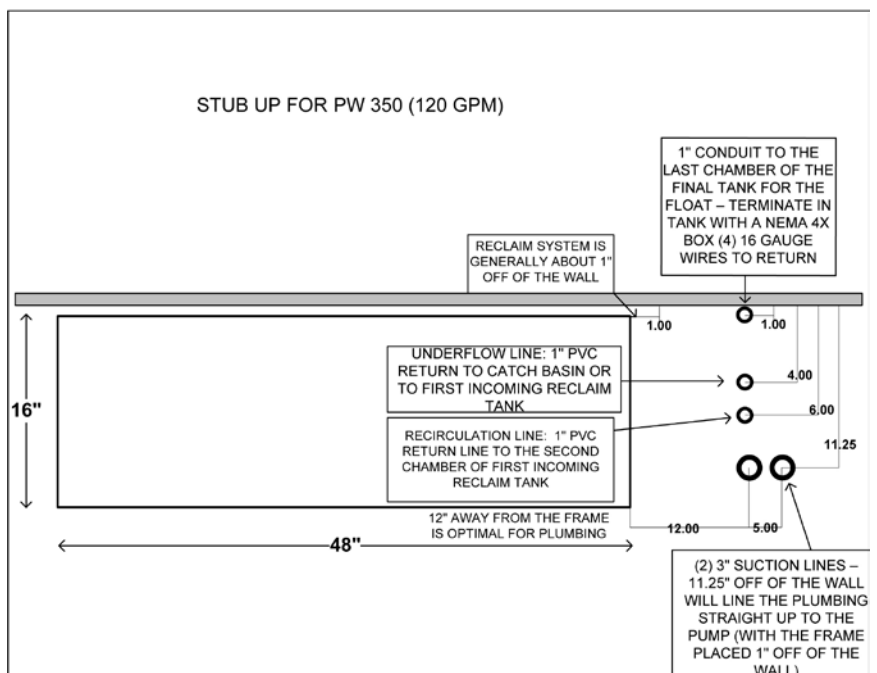 STUB UP FOR PW 350 (120 GPM)
1" CONDUIT TO THE
LAST CHAMBER OF THE
FINAL TANK FOR THE
FLOAT – TERMINATE IN
TANK WITH A NEMA 4X
BOX (4) 16 GAUGE
WIRES TO RETURN
RECLAIM SYSTEM IS
GENERALLY ABOUT 1"
OFF OF THE WALL
1.00
1.00
UNDERFLOW LINE: 1" PVC
RETURN TO CATCH BASIN OR
TO FIRST INCOMING RECLAIM
TANK
4.00
16"
6.00
RECIRCULATION LINE: 1" PVC
RETURN LINE TO THE SECOND
CHAMBER OF FIRST INCOMING
RECLAIM TANK
11.25
12" AWAY FROM THE FRAME
IS OPTIMAL FOR PLUMBING
12.00
5.00
48"
(2) 3" SUCTION LINES –
11.25" OFF OF THE WALL
WILL LINE THE PLUMBING
STRAIGHT UP TO THE
PUMP (WITH THE FRAME
PLACED 1" OFF OF THE
WALL)